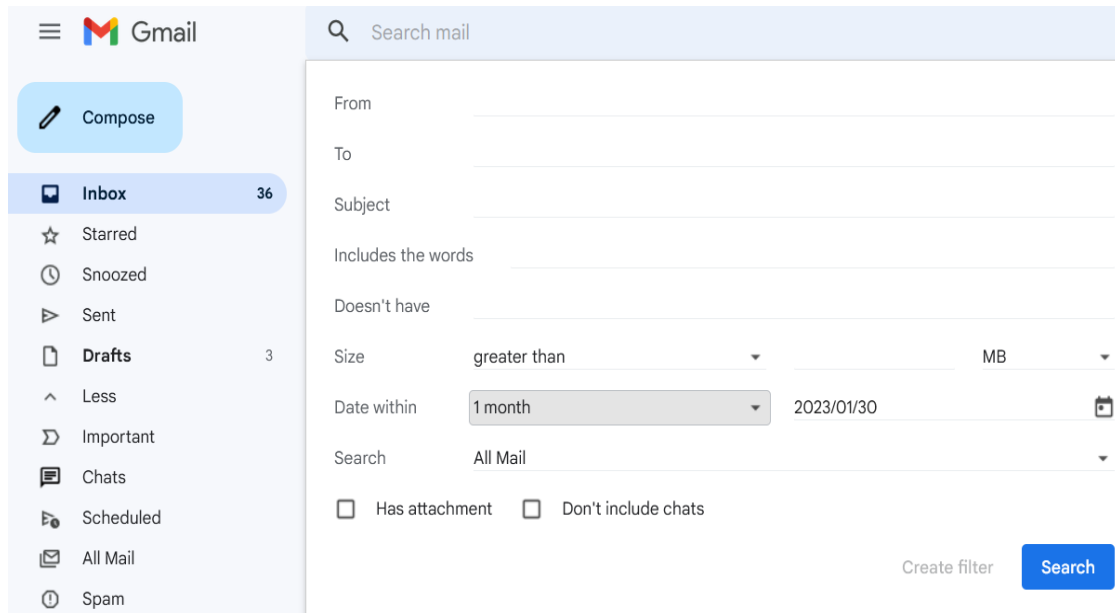 Gmail
Search mail
Compose
Inbox 36
Starred
Snoozed
Sent
Drafts 3
Less
Important
Chats
Scheduled
All Mail
Spam
From
To
Subject
Includes the words
Doesn't have
Size greater than MB
Date within 1 month 2023/01/30
Search All Mail
Has attachment Don't include chats
Create filter Search